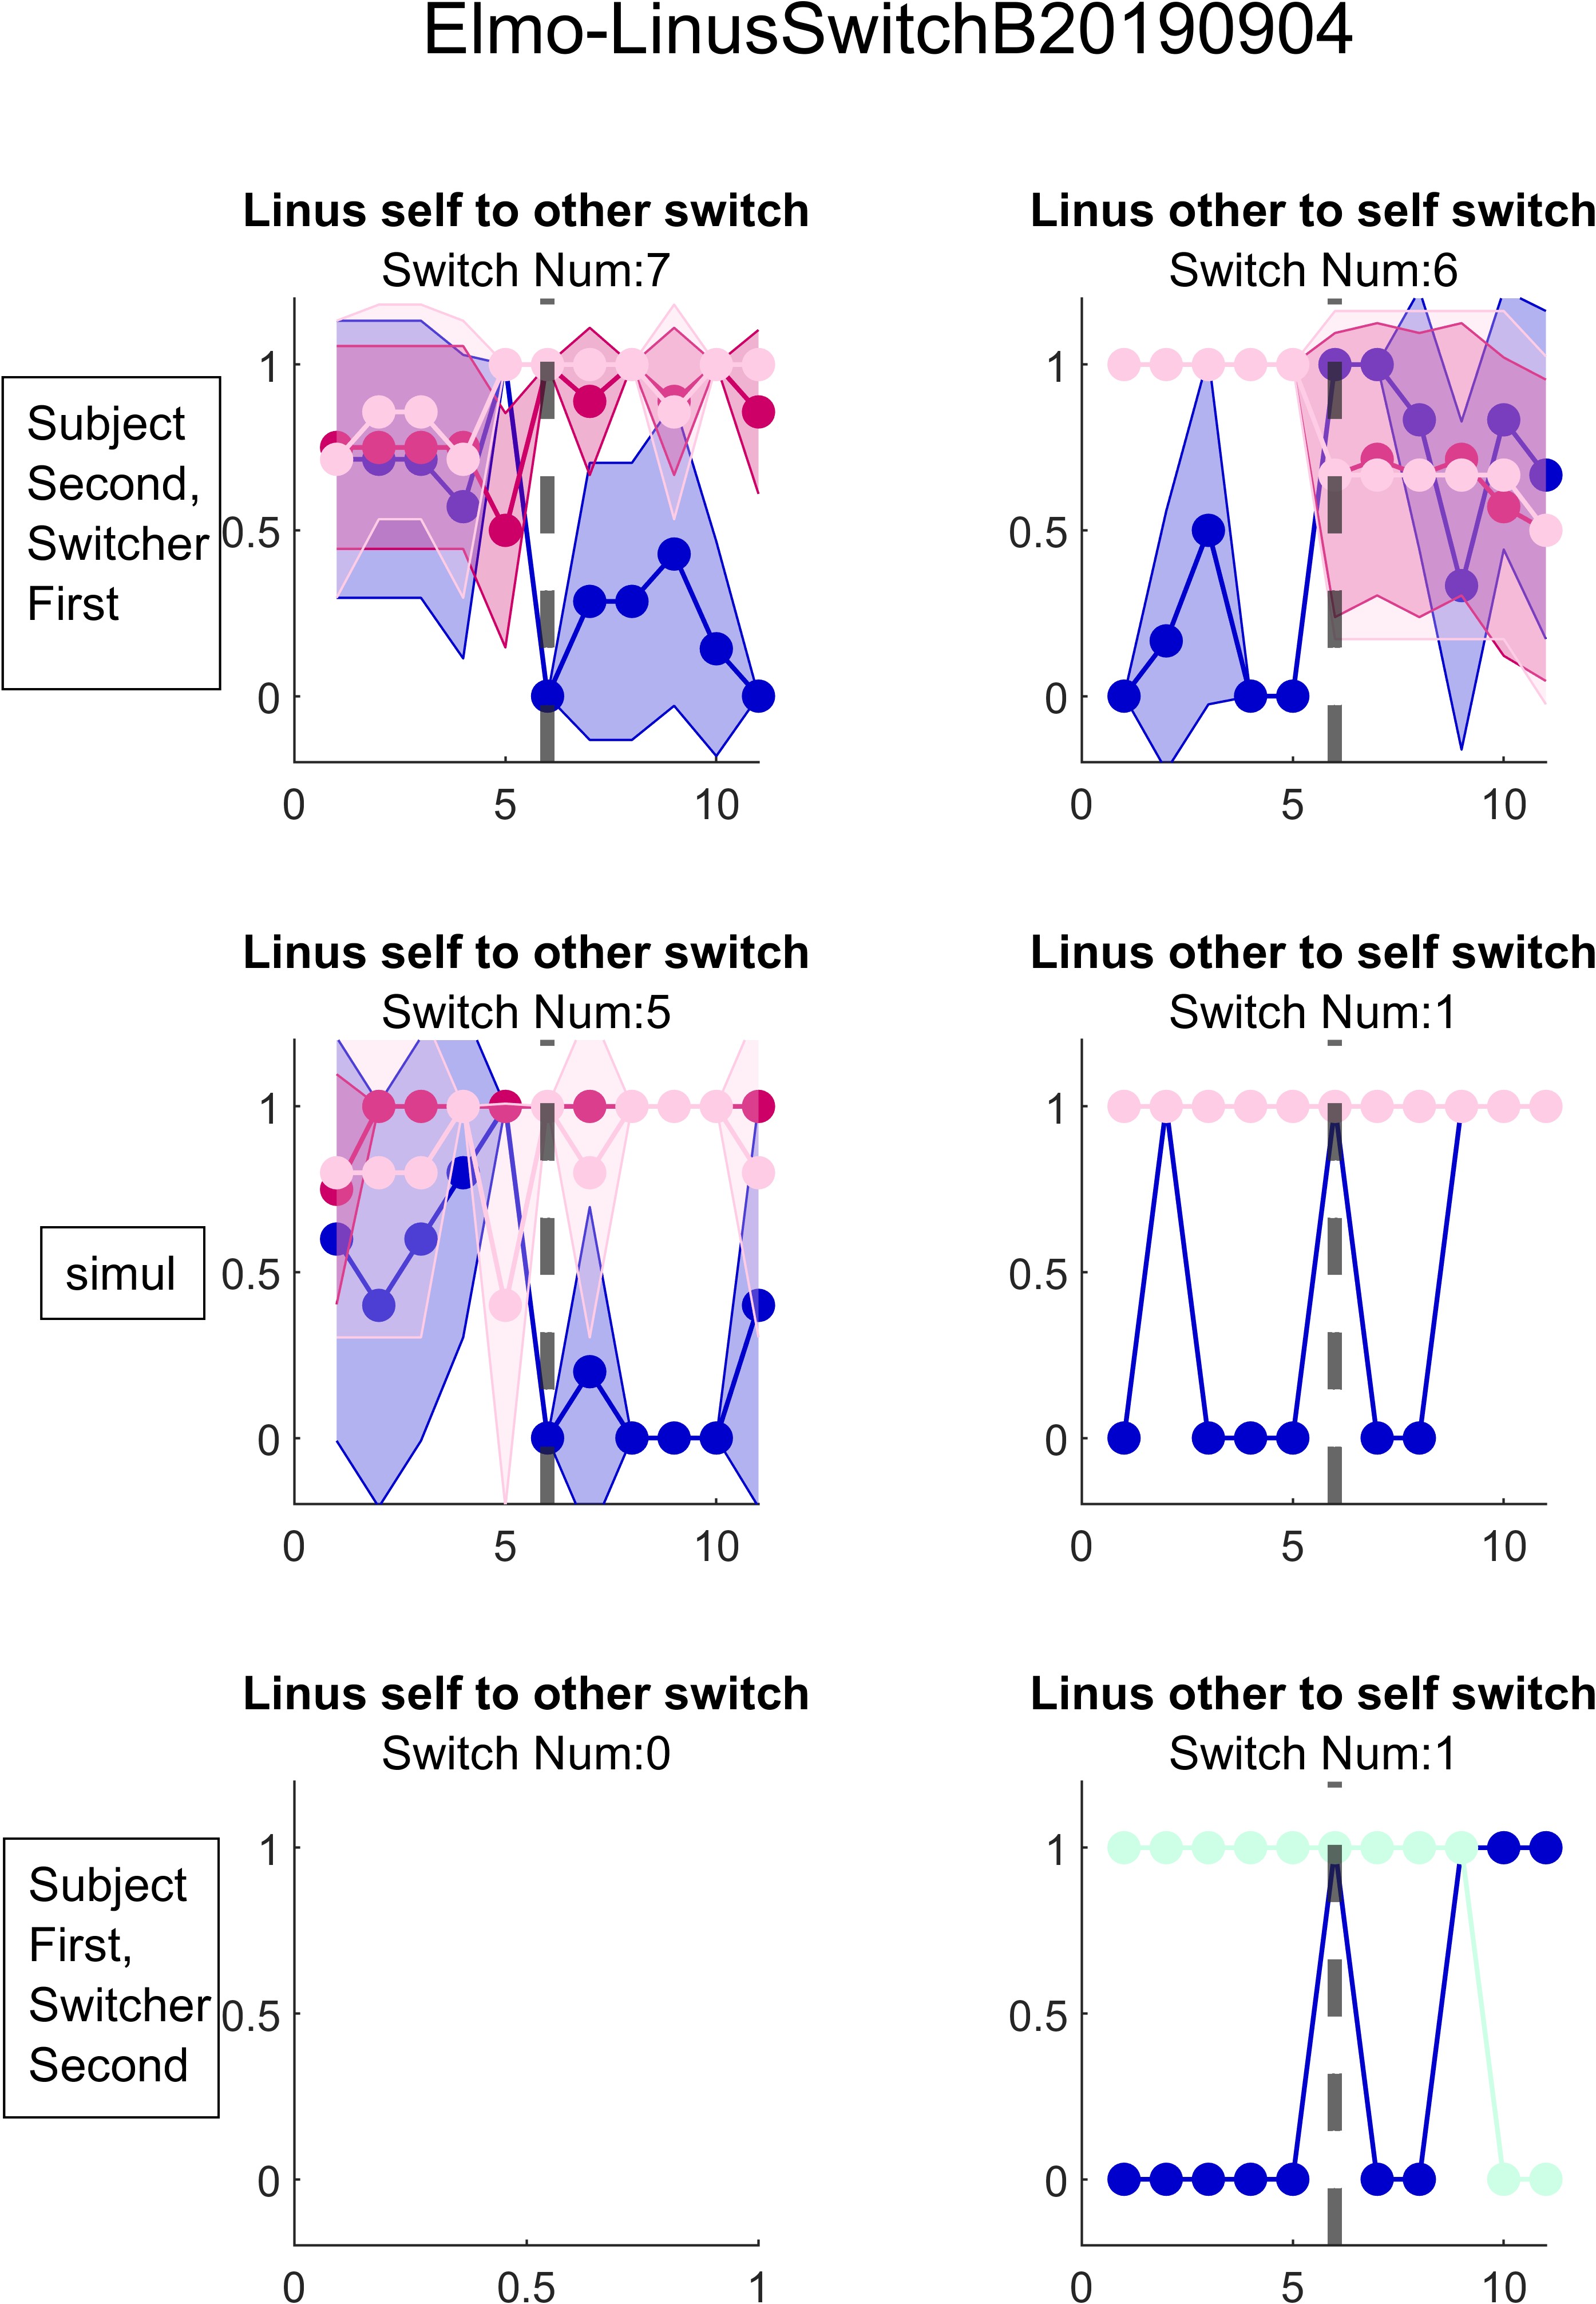 Elmo-LinusSwitchB20190904
Linus self to other switch
Switch Num:7
Linus other to self switch
Switch Num:6
Subject
Second,
Switcher
First
1
0.5
0
0
5
10
1
0.5
0
0
5
10
Linus self to other switch
Switch Num:5
Linus other to self switch
Switch Num:1
simul
1
0.5
0
0
5
10
1
0.5
0
0
5
10
Linus self to other switch
Switch Num:0
Linus other to self switch
Switch Num:1
Subject
First,
Switcher
Second
1
0.5
0
0
0.5
1
1
0.5
0
0
5
10